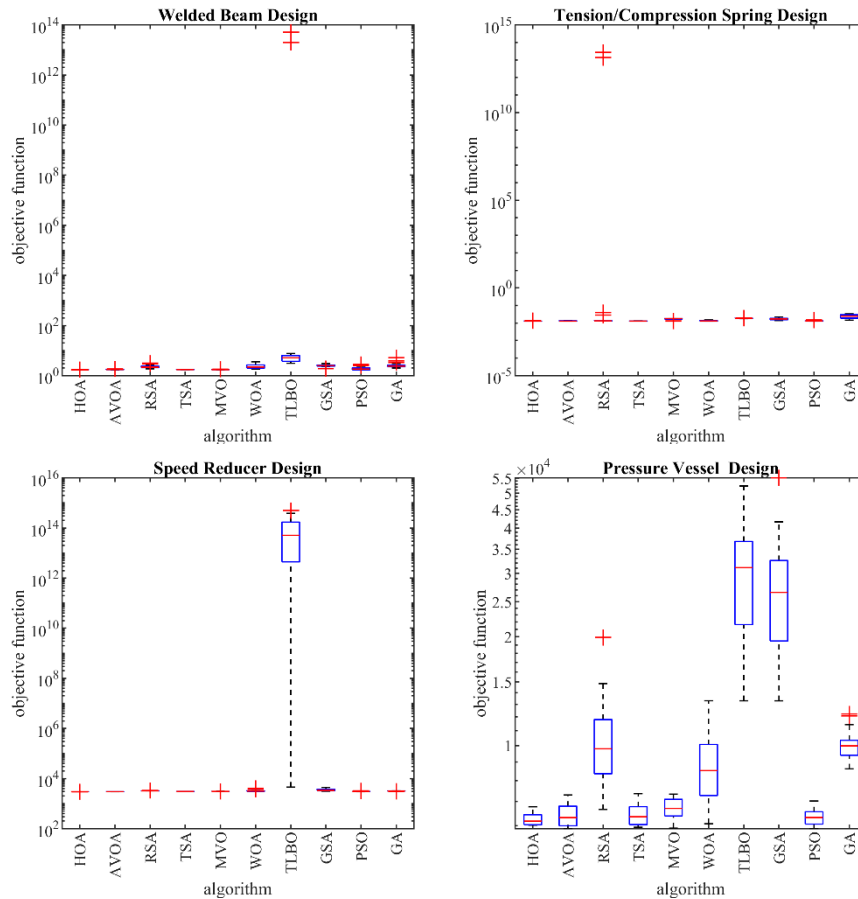 Welded Beam Design
10^14
10^12
10^10
10^8
10^6
10^4
10^2
10^0
objective function
HOA
AVOA
RSA
TSA
MVO
WOA
TLBO
GSA
PSO
GA
algorithm
Tension/Compression Spring Design
10^15
10^10
10^5
10^0
10^-5
objective function
HOA
AVOA
RSA
TSA
MVO
WOA
TLBO
GSA
PSO
GA
algorithm
Speed Reducer Design
10^16
10^14
10^12
10^10
10^8
10^6
10^4
10^2
objective function
HOA
AVOA
RSA
TSA
MVO
WOA
TLBO
GSA
PSO
GA
algorithm
Pressure Vessel Design
×10^4
5.5
5
4.5
4
3.5
3
2.5
2
1.5
1
objective function
HOA
AVOA
RSA
TSA
MVO
WOA
TLBO
GSA
PSO
GA
algorithm